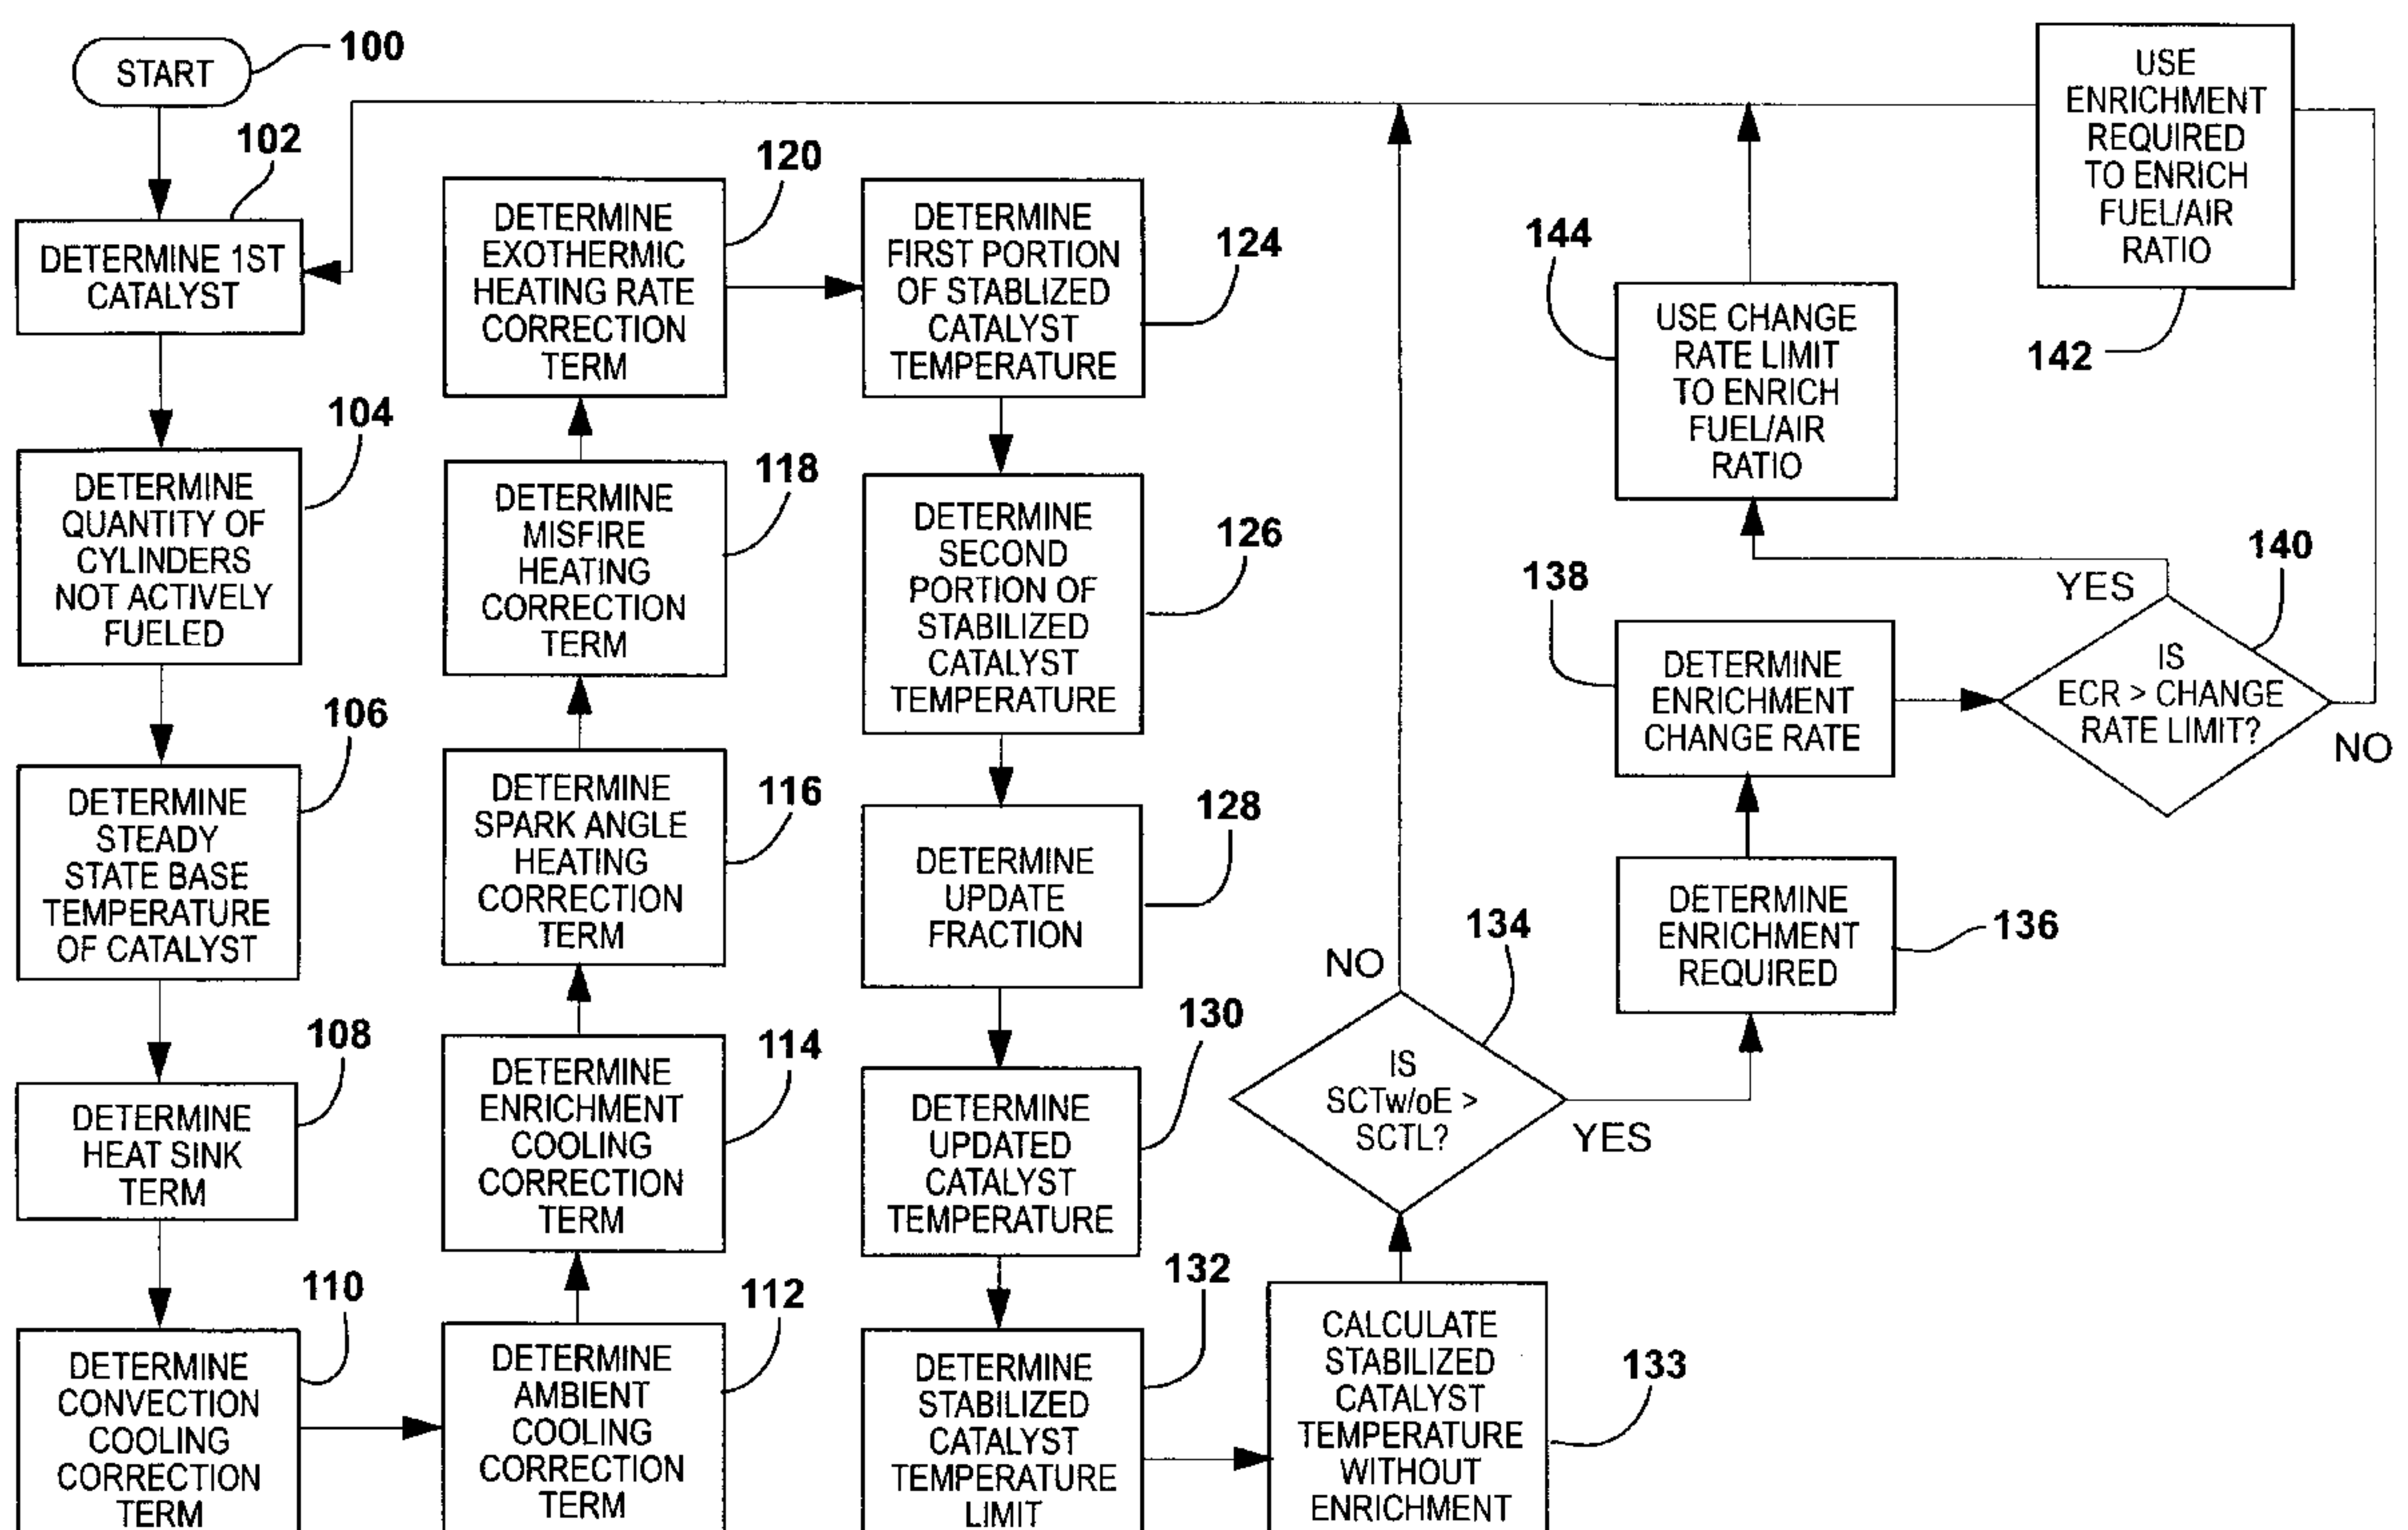 START
100
102
DETERMINE 1ST
CATALYST
104
DETERMINE
QUANTITY OF
CYLINDERS
NOT ACTIVELY
FUELED
106
DETERMINE
STEADY
STATE BASE
TEMPERATURE
OF CATALYST
108
DETERMINE
HEAT SINK
TERM
110
DETERMINE
CONVECTION
COOLING
CORRECTION
TERM
112
DETERMINE
AMBIENT
COOLING
CORRECTION
TERM
114
DETERMINE
ENRICHMENT
COOLING
CORRECTION
TERM
116
DETERMINE
SPARK ANGLE
HEATING
CORRECTION
TERM
118
DETERMINE
MISFIRE
HEATING
CORRECTION
TERM
120
DETERMINE
EXOTHERMIC
HEATING RATE
CORRECTION
TERM
124
DETERMINE
FIRST PORTION
OF STABLIZED
CATALYST
TEMPERATURE
126
DETERMINE
SECOND
PORTION OF
STABILIZED
CATALYST
TEMPERATURE
128
DETERMINE
UPDATE
FRACTION
130
DETERMINE
UPDATED
CATALYST
TEMPERATURE
132
DETERMINE
STABILIZED
CATALYST
TEMPERATURE
LIMIT
133
CALCULATE
STABILIZED
CATALYST
TEMPERATURE
WITHOUT
ENRICHMENT
134
IS
SCTw/oE >
SCTL?
NO
YES
136
DETERMINE
ENRICHMENT
REQUIRED
138
DETERMINE
ENRICHMENT
CHANGE RATE
140
IS
ECR > CHANGE
RATE LIMIT?
YES
NO
144
USE CHANGE
RATE LIMIT
TO ENRICH
FUEL/AIR
RATIO
142
USE
ENRICHMENT
REQUIRED
TO ENRICH
FUEL/AIR
RATIO